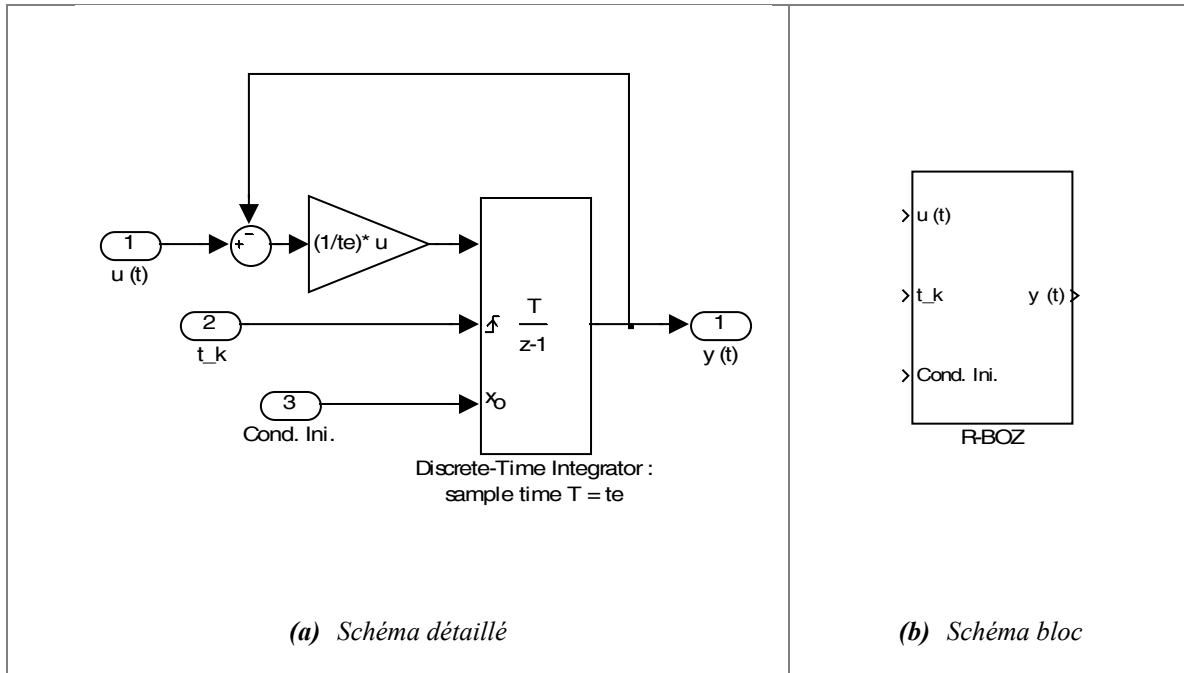 + -
(1/te)* u
1
u (t)
2
t_k
3
Cond. Ini.
T
z-1
xo
1
y (t)
Discrete-Time Integrator :
sample time T = te
(a) Schéma détaillé
u (t)
t_k
y (t)
Cond. Ini.
R-BOZ
(b) Schéma bloc